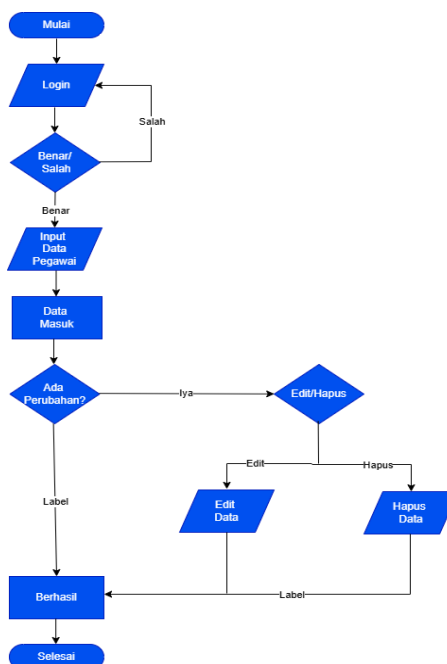 Mulai
Login
Salah
Benar/
Salah
Benar
Input
Data
Pegawai
Data
Masuk
Ada
Perubahan?
Iya
Edit/Hapus
Edit
Hapus
Label
Edit
Data
Hapus
Data
Berhasil
Label
Selesai